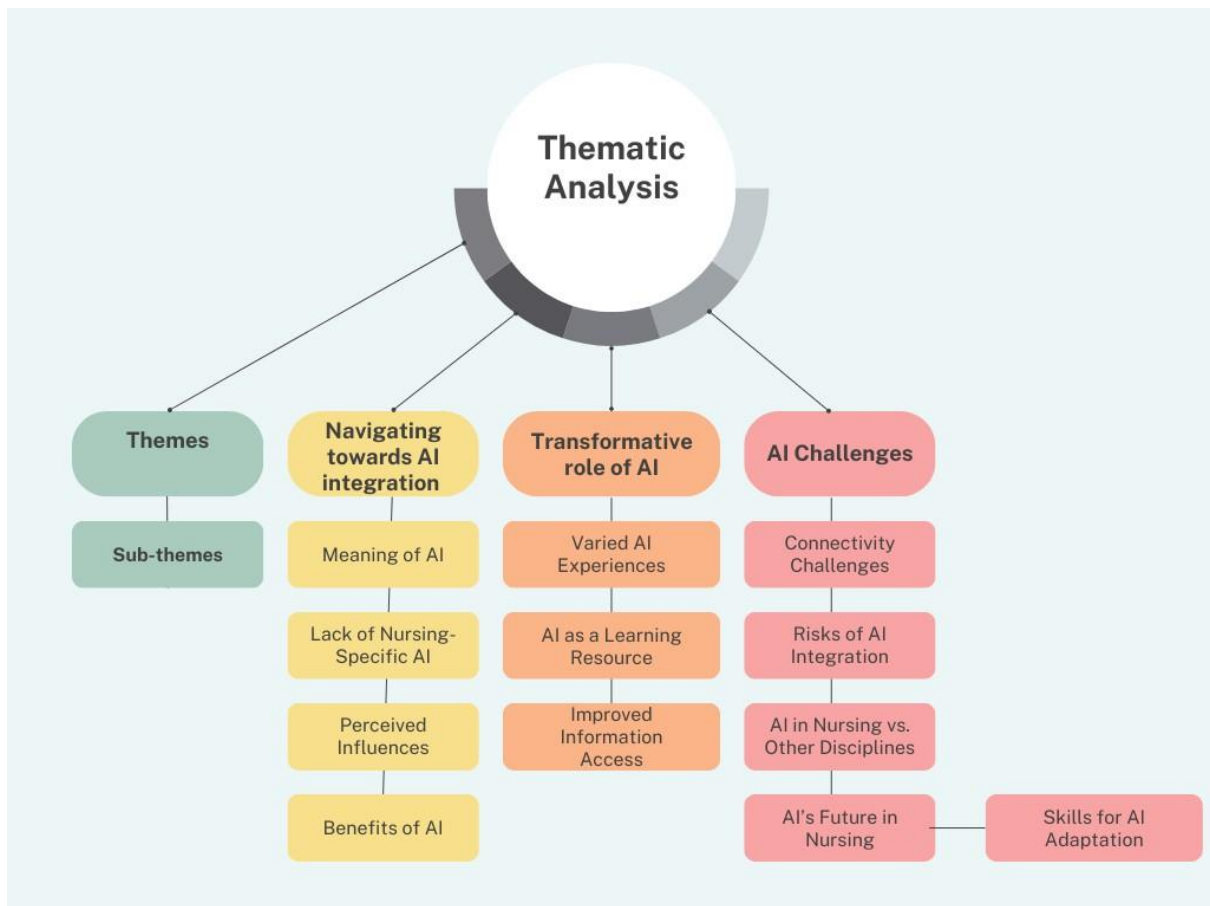 Thematic
Analysis
Themes
Sub-themes
Navigating
towards AI
integration
Meaning of AI
Lack of Nursing-
Specific AI
Perceived
Influences
Benefits of AI
Transformative
role of AI
Varied AI
Experiences
AI as a Learning
Resource
Improved
Information
Access
AI Challenges
Connectivity
Challenges
Risks of AI
Integration
AI in Nursing vs.
Other Disciplines
AI's Future in
Nursing
Skills for AI
Adaptation